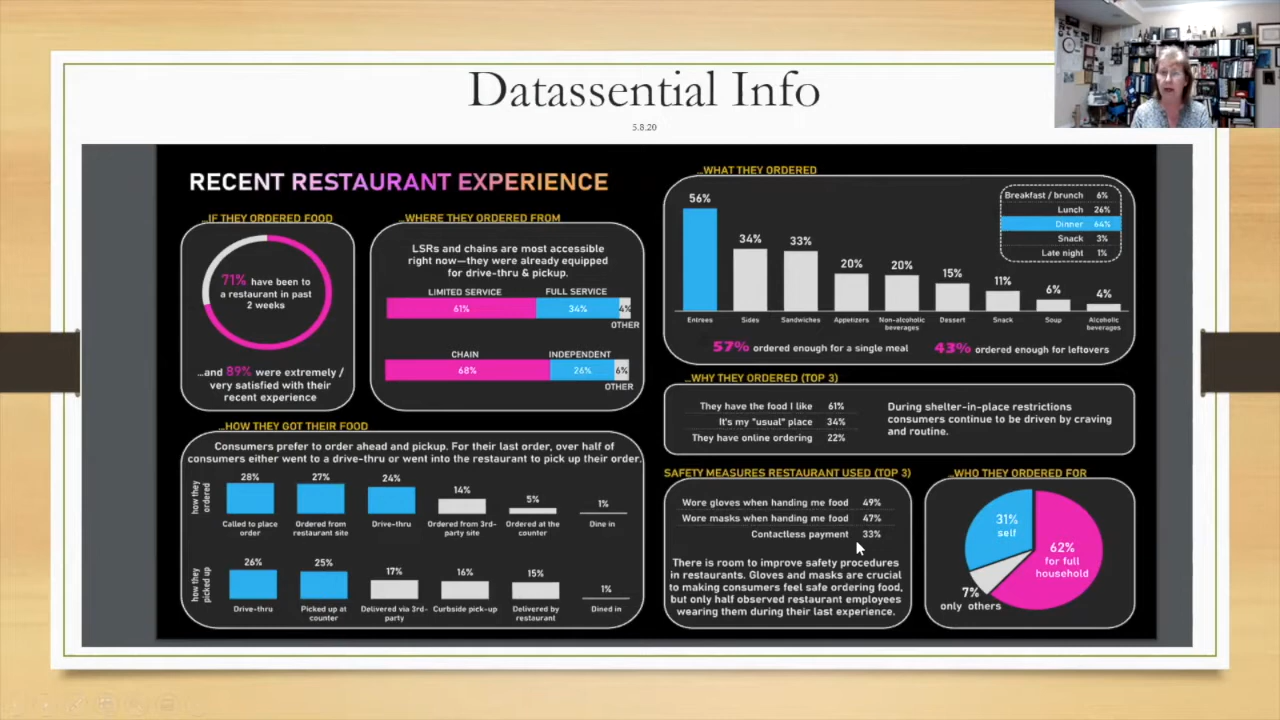 Datassential Info
5.8.20
RECENT RESTAURANT EXPERIENCE
...IF THEY ORDERED FOOD
71% have been to
a restaurant in past
2 weeks
...and 89% were extremely /
very satisfied with their
recent experience
...WHERE THEY ORDERED FROM
LSRs and chains are most accessible
right now—they were already equipped
for drive-thru & pickup.
LIMITED SERVICE FULL SERVICE
61% 34% 4%
OTHER
CHAIN INDEPENDENT
68% 26% 6%
OTHER
...HOW THEY GOT THEIR FOOD
Consumers prefer to order ahead and pickup. For their last order, over half of
consumers either went to a drive-thru or went into the restaurant to pick up their order.
how they
ordered
28% 27% 24% 14% 5% 1%
Called to place Ordered from Drive-thru Ordered from 3rd- Ordered at the Dine in
order restaurant site party site counter
how they
picked up
26% 25% 17% 16% 15% 1%
Drive-thru Picked up at Delivered via 3rd- Curbside pick-up Delivered by Dined in
counter party restaurant
...WHAT THEY ORDERED
56% 34% 33% 20% 20% 15% 11% 6% 4%
Entrees Sides Sandwiches Appetizers Non-alcoholic Dessert Snack Soup Alcoholic
beverages beverages
Breakfast / brunch 6%
Lunch 26%
Dinner 64%
Snack 3%
Late night 1%
57% ordered enough for a single meal 43% ordered enough for leftovers
...WHY THEY ORDERED (TOP 3)
They have the food I like 61%
It's my "usual" place 34%
They have online ordering 22%
During shelter-in-place restrictions
consumers continue to be driven by craving
and routine.
SAFETY MEASURES RESTAURANT USED (TOP 3)
Wore gloves when handing me food 49%
Wore masks when handing me food 47%
Contactless payment 33%
There is room to improve safety procedures
in restaurants. Gloves and masks are crucial
to making consumers feel safe ordering food,
but only half observed restaurant employees
wearing them during their last experience.
...WHO THEY ORDERED FOR
31%
self
62%
for full
household
7%
only others